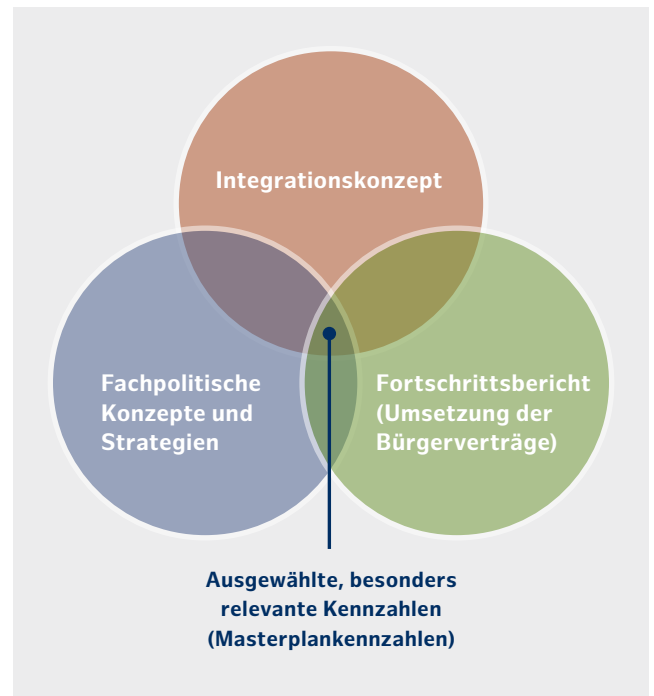 Integrationskonzept
Fachpolitische
Konzepte und
Strategien
Fortschrittsbericht
(Umsetzung der
Bürgerverträge)
Ausgewählte, besonders
relevante Kennzahlen
(Masterplankennzahlen)